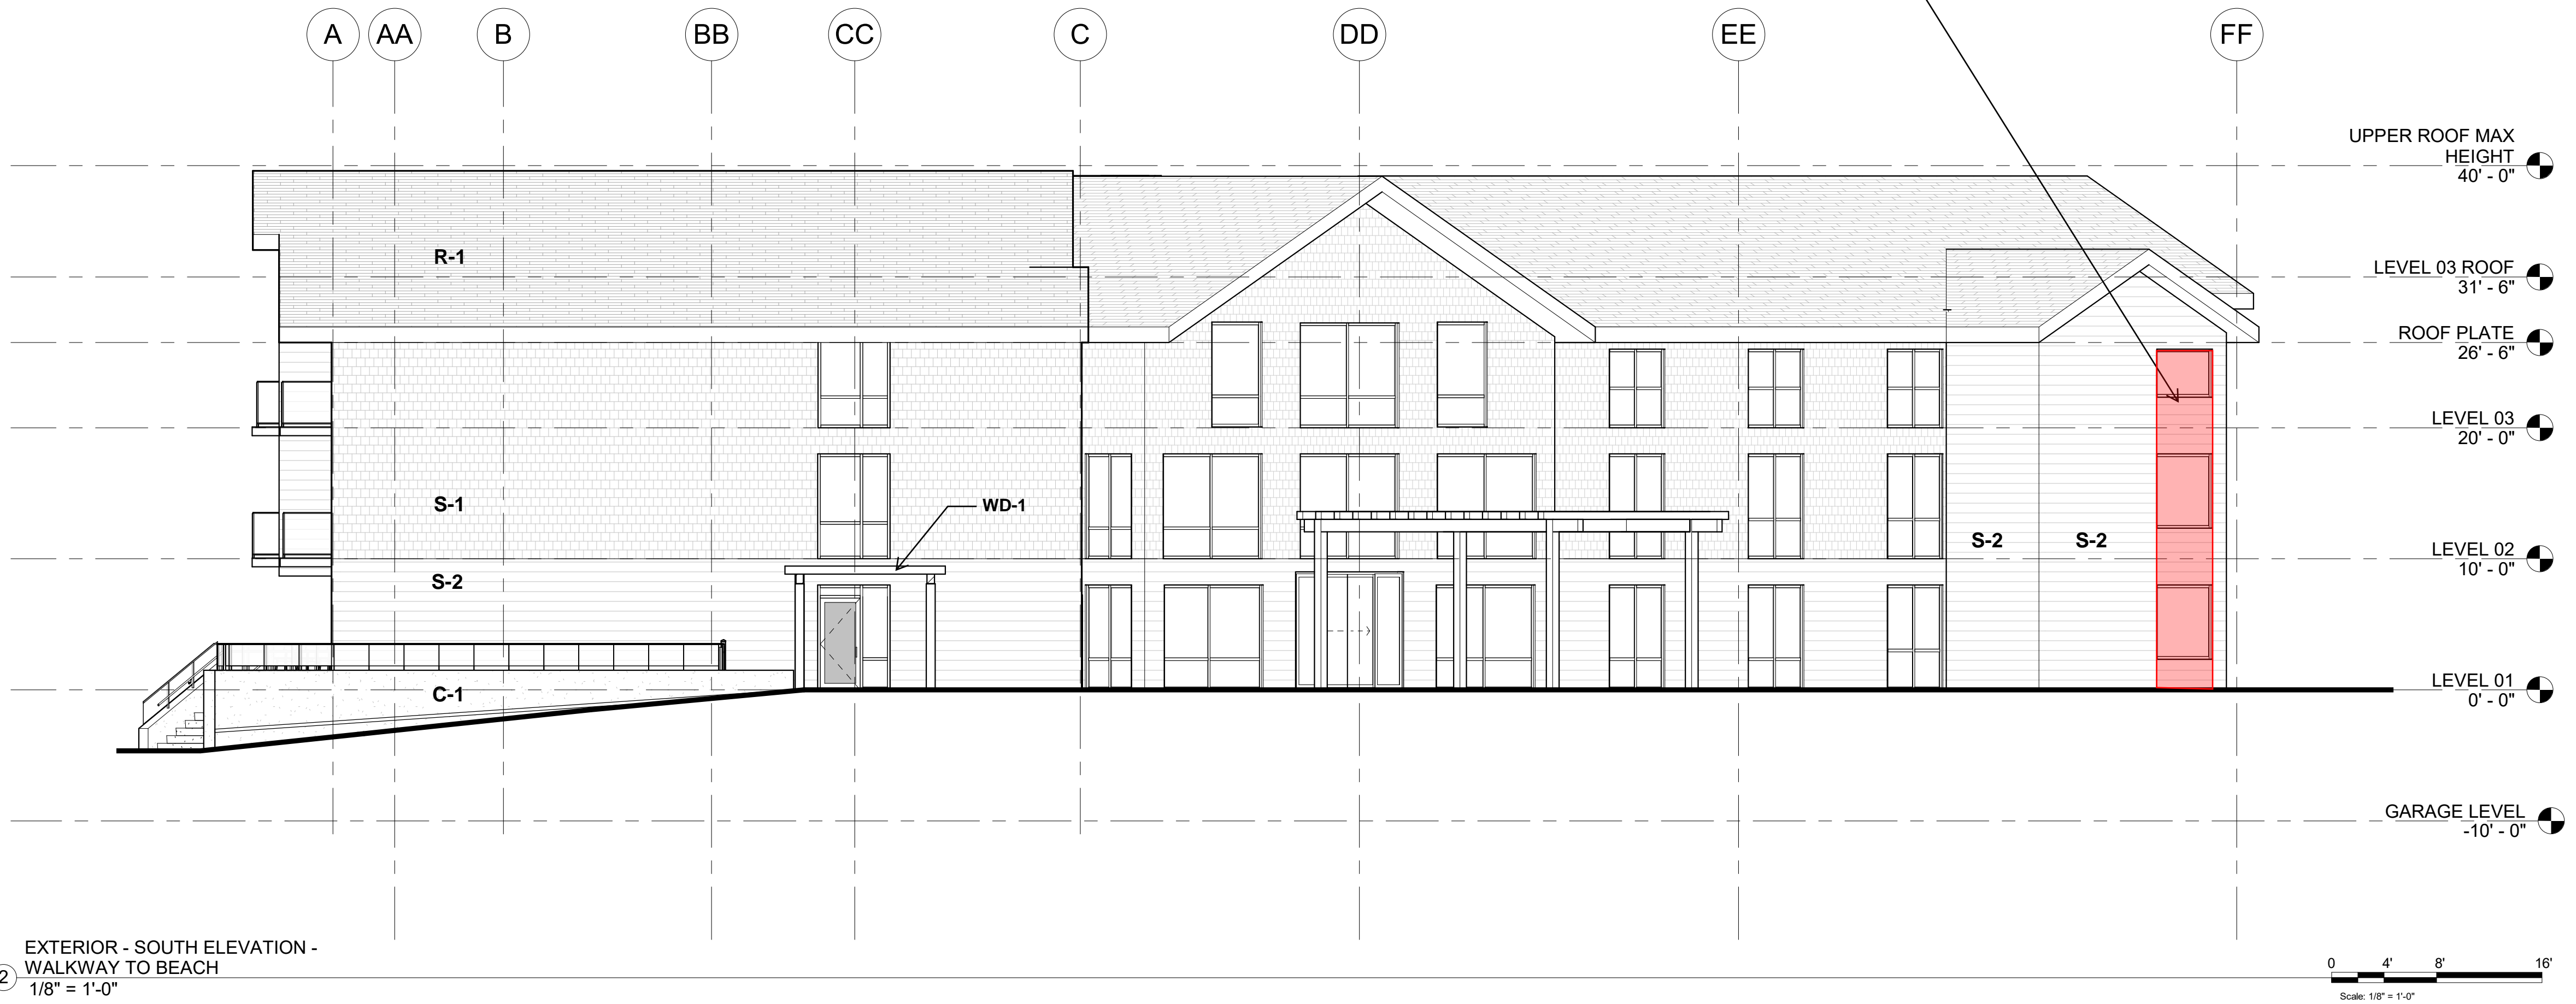 A AA B BB CC C DD EE FF
UPPER ROOF MAX
HEIGHT
40' - 0"
R-1
LEVEL 03 ROOF
31' - 6"
ROOF PLATE
26' - 6"
LEVEL 03
20' - 0"
S-1
WD-1
S-2
S-2
S-2
LEVEL 02
10' - 0"
C-1
LEVEL 01
0' - 0"
GARAGE LEVEL
-10' - 0"
EXTERIOR - SOUTH ELEVATION -
WALKWAY TO BEACH
2
1/8" = 1'-0"
0 4' 8' 16'
Scale: 1/8" = 1'-0"